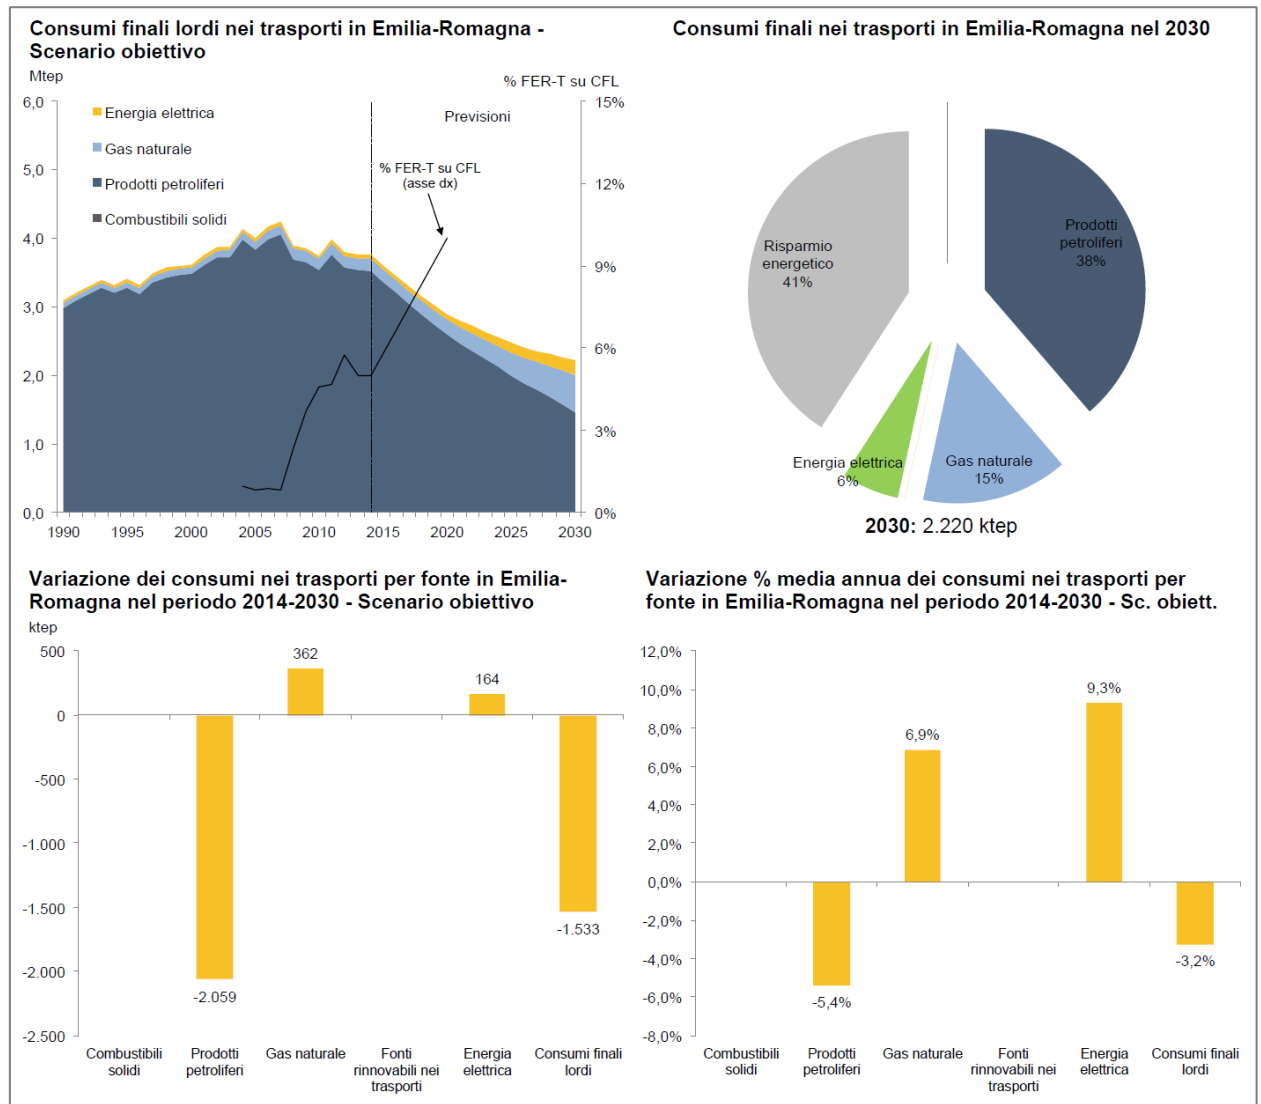 Consumi finali lordi nei trasporti in Emilia-Romagna -
Scenario obiettivo
Mtep
% FER-T su CFL
6,0
5,0
4,0
3,0
2,0
1,0
0,0
15%
12%
9%
6%
3%
0%
Energia elettrica
Gas naturale
Prodotti petroliferi
Combustibili solidi
Previsioni
% FER-T su CFL
(asse dx)
1990 1995 2000 2005 2010 2015 2020 2025 2030
Consumi finali nei trasporti in Emilia-Romagna nel 2030
Prodotti
petroliferi
38%
Risparmio
energetico
41%
Energia elettrica
6%
Gas naturale
15%
2030: 2.220 ktep
Variazione dei consumi nei trasporti per fonte in Emilia-
Romagna nel periodo 2014-2030 - Scenario obiettivo
ktep
500
0
-500
-1.000
-1.500
-2.000
-2.500
362
164
-2.059
-1.533
Combustibili
solidi
Prodotti
petroliferi
Gas naturale
Fonti
rinnovabili nei
trasporti
Energia
elettrica
Consumi finali
lordi
Variazione % media annua dei consumi nei trasporti per
fonte in Emilia-Romagna nel periodo 2014-2030 - Sc. obiett.
12,0%
10,0%
8,0%
6,0%
4,0%
2,0%
0,0%
-2,0%
-4,0%
-6,0%
-8,0%
9,3%
6,9%
-3,2%
-5,4%
Combustibili
solidi
Prodotti
petroliferi
Gas naturale
Fonti
rinnovabili nei
trasporti
Energia
elettrica
Consumi finali
lordi